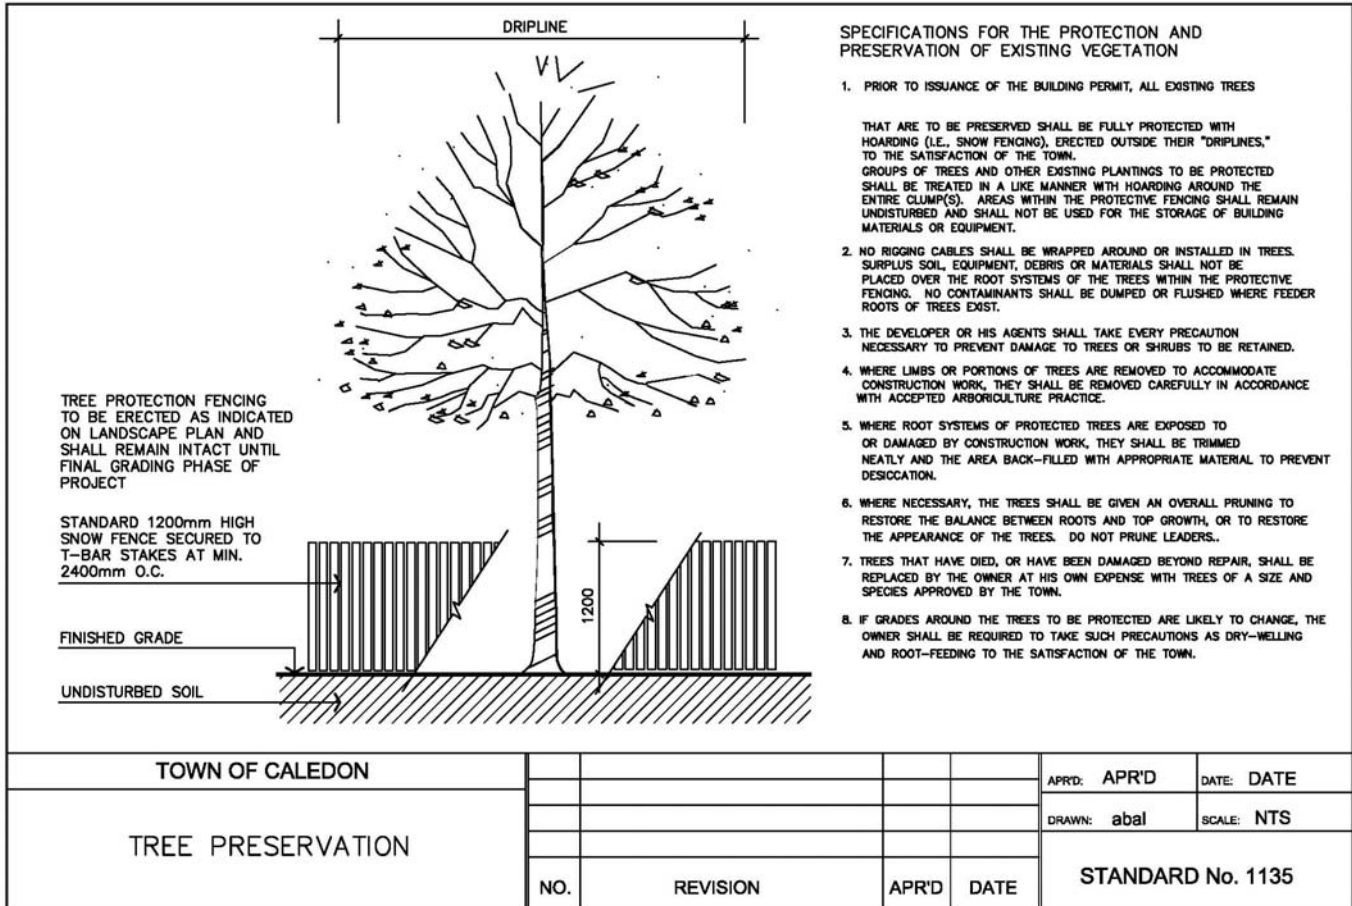 DRIPLINE
SPECIFICATIONS FOR THE PROTECTION AND
PRESERVATION OF EXISTING VEGETATION
1. PRIOR TO ISSUANCE OF THE BUILDING PERMIT, ALL EXISTING TREES
THAT ARE TO BE PRESERVED SHALL BE FULLY PROTECTED WITH
HOARDING (I.E., SNOW FENCING), ERECTED OUTSIDE THEIR "DRIPLINES,"
TO THE SATISFACTION OF THE TOWN.
GROUPS OF TREES AND OTHER EXISTING PLANTINGS TO BE PROTECTED
SHALL BE TREATED IN A LIKE MANNER WITH HOARDING AROUND THE
ENTIRE CLUMP(S). AREAS WITHIN THE PROTECTIVE FENCING SHALL REMAIN
UNDISTURBED AND SHALL NOT BE USED FOR THE STORAGE OF BUILDING
MATERIALS OR EQUIPMENT.
2. NO RIGGING CABLES SHALL BE WRAPPED AROUND OR INSTALLED IN TREES.
SURPLUS SOIL, EQUIPMENT, DEBRIS OR MATERIALS SHALL NOT BE
PLACED OVER THE ROOT SYSTEMS OF THE TREES WITHIN THE PROTECTIVE
FENCING. NO CONTAMINANTS SHALL BE DUMPED OR FLUSHED WHERE FEEDER
ROOTS OF TREES EXIST.
3. THE DEVELOPER OR HIS AGENTS SHALL TAKE EVERY PRECAUTION
NECESSARY TO PREVENT DAMAGE TO TREES OR SHRUBS TO BE RETAINED.
4. WHERE LIMBS OR PORTIONS OF TREES ARE REMOVED TO ACCOMMODATE
CONSTRUCTION WORK, THEY SHALL BE REMOVED CAREFULLY IN ACCORDANCE
WITH ACCEPTED ARBORICULTURE PRACTICE.
5. WHERE ROOT SYSTEMS OF PROTECTED TREES ARE EXPOSED TO
OR DAMAGED BY CONSTRUCTION WORK, THEY SHALL BE TRIMMED
NEATLY AND THE AREA BACK-FILLED WITH APPROPRIATE MATERIAL TO PREVENT
DESICCATION.
6. WHERE NECESSARY, THE TREES SHALL BE GIVEN AN OVERALL PRUNING TO
RESTORE THE BALANCE BETWEEN ROOTS AND TOP GROWTH, OR TO RESTORE
THE APPEARANCE OF THE TREES. DO NOT PRUNE LEADERS..
7. TREES THAT HAVE DIED, OR HAVE BEEN DAMAGED BEYOND REPAIR, SHALL BE
REPLACED BY THE OWNER AT HIS OWN EXPENSE WITH TREES OF A SIZE AND
SPECIES APPROVED BY THE TOWN.
8. IF GRADES AROUND THE TREES TO BE PROTECTED ARE LIKELY TO CHANGE, THE
OWNER SHALL BE REQUIRED TO TAKE SUCH PRECAUTIONS AS DRY-WELLING
AND ROOT-FEEDING TO THE SATISFACTION OF THE TOWN.
TREE PROTECTION FENCING
TO BE ERECTED AS INDICATED
ON LANDSCAPE PLAN AND
SHALL REMAIN INTACT UNTIL
FINAL GRADING PHASE OF
PROJECT
STANDARD 1200mm HIGH
SNOW FENCE SECURED TO
T-BAR STAKES AT MIN.
2400mm O.C.
1200
FINISHED GRADE
UNDISTURBED SOIL
TOWN OF CALEDON
TREE PRESERVATION
NO. REVISION APR'D DATE
APR'D: APR'D DATE: DATE
DRAWN: abal SCALE: NTS
STANDARD No. 1135